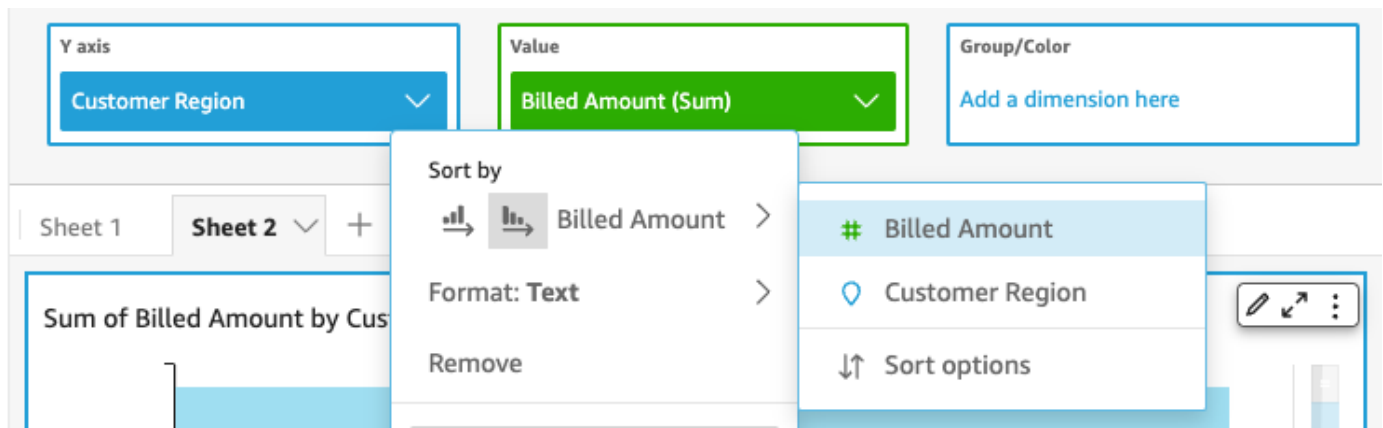 Y axis
Value
Group/Color
Customer Region
Billed Amount (Sum)
Add a dimension here
Sort by
Billed Amount
Sheet 1
Sheet 2
Billed Amount
Format: Text
Customer Region
Sum of Billed Amount by Cus
Remove
Sort options